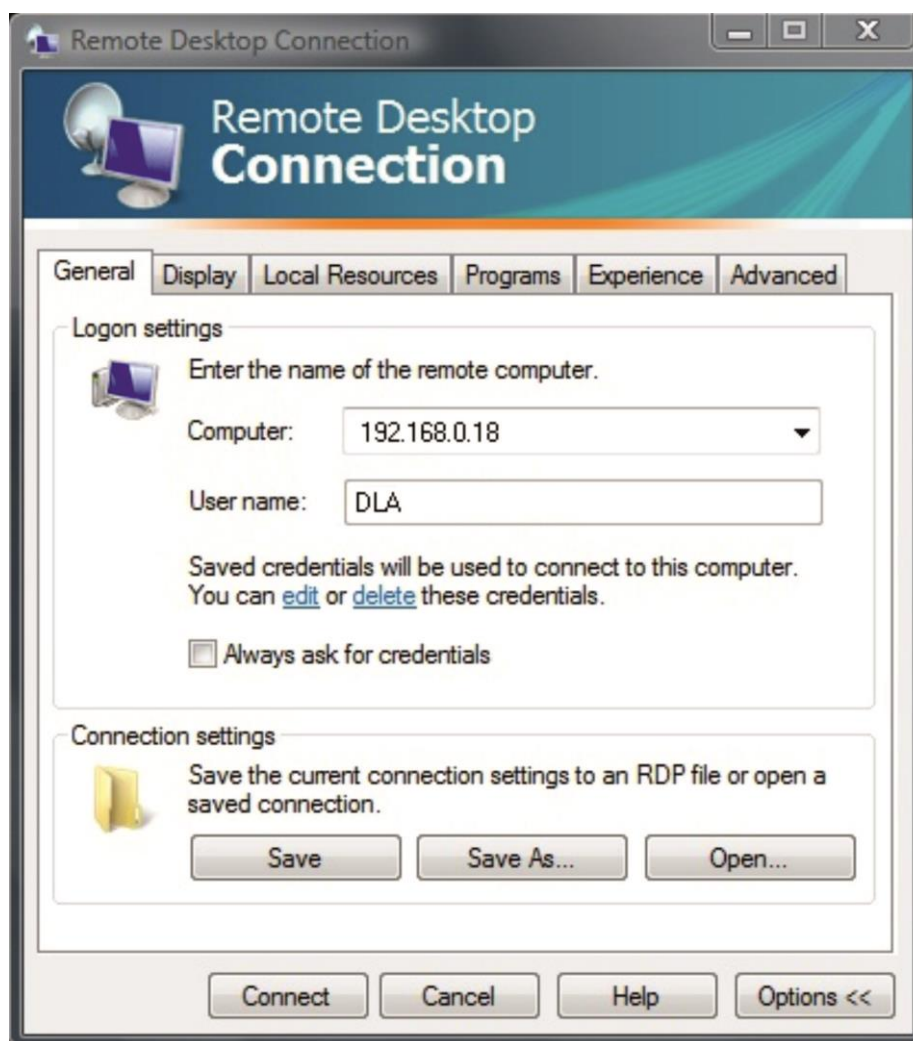 Remote Desktop Connection
Remote Desktop
Connection
General Display Local Resources Programs Experience Advanced
Logon settings
Enter the name of the remote computer.
Computer: 192.168.0.18
User name: DLA
Saved credentials will be used to connect to this computer.
You can edit or delete these credentials.
Always ask for credentials
Connection settings
Save the current connection settings to an RDP file or open a
saved connection.
Save Save As... Open...
Connect Cancel Help Options <<